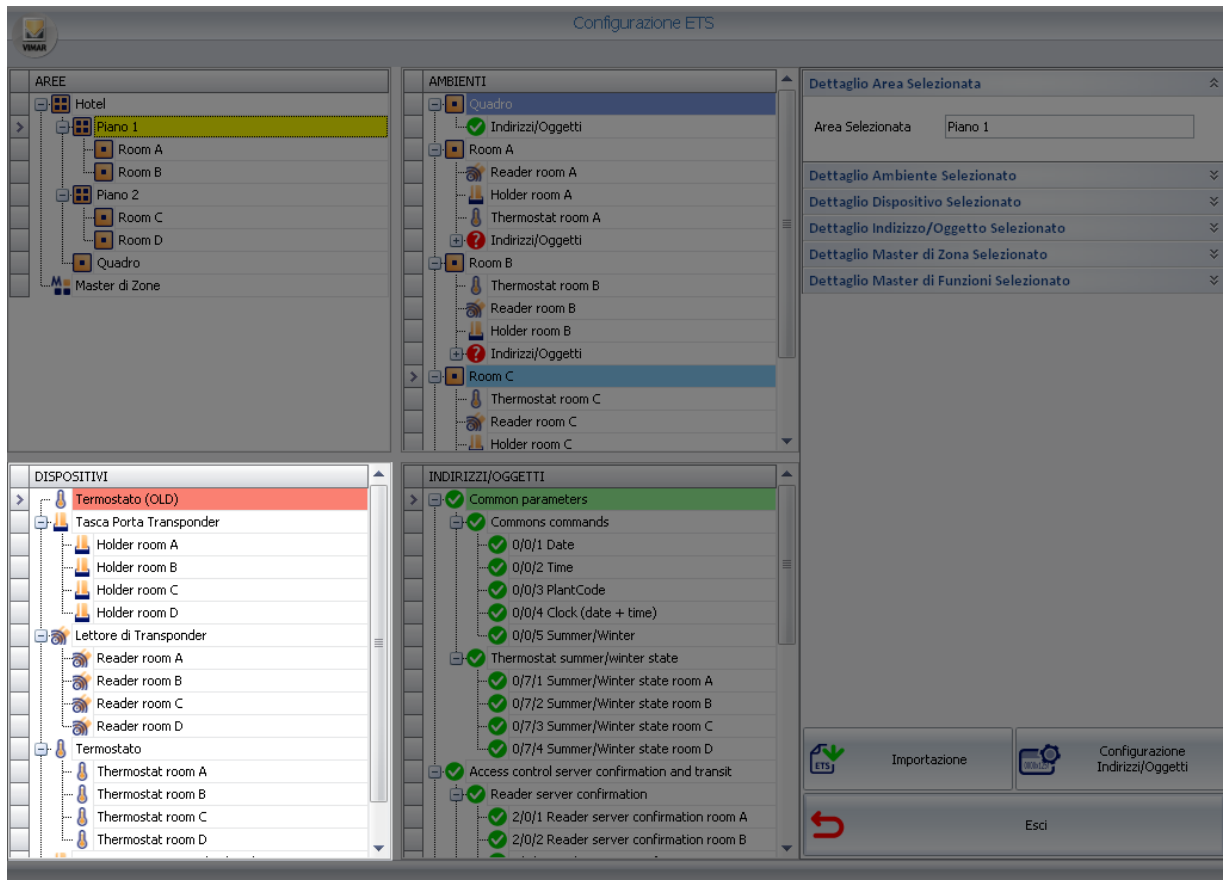 Configurazione ETS
VIMAR
AREE
Hotel
Piano 1
Room A
Room B
Piano 2
Room C
Room D
Quadro
Master di Zone
AMBIENTI
Quadro
Indirizzi/Oggetti
Room A
Reader room A
Holder room A
Thermostat room A
Indirizzi/Oggetti
Room B
Thermostat room B
Reader room B
Holder room B
Indirizzi/Oggetti
Room C
Thermostat room C
Reader room C
Holder room C
Dettaglio Area Selezionata
Area Selezionata Piano 1
Dettaglio Ambiente Selezionato
Dettaglio Dispositivo Selezionato
Dettaglio Indizizzo/Oggetto Selezionato
Dettaglio Master di Zona Selezionato
Dettaglio Master di Funzioni Selezionato
DISPOSITIVI
Termostato (OLD)
Tasca Porta Transponder
Holder room A
Holder room B
Holder room C
Holder room D
Lettore di Transponder
Reader room A
Reader room B
Reader room C
Reader room D
Termostato
Thermostat room A
Thermostat room B
Thermostat room C
Thermostat room D
INDIRIZZI/OGGETTI
Common parameters
Commons commands
0/0/1 Date
0/0/2 Time
0/0/3 PlantCode
0/0/4 Clock (date + time)
0/0/5 Summer/Winter
Thermostat summer/winter state
0/7/1 Summer/Winter state room A
0/7/2 Summer/Winter state room B
0/7/3 Summer/Winter state room C
0/7/4 Summer/Winter state room D
Access control server confirmation and transit
Reader server confirmation
2/0/1 Reader server confirmation room A
2/0/2 Reader server confirmation room B
ETS
Importazione
Configurazione
Indirizzi/Oggetti
Esci